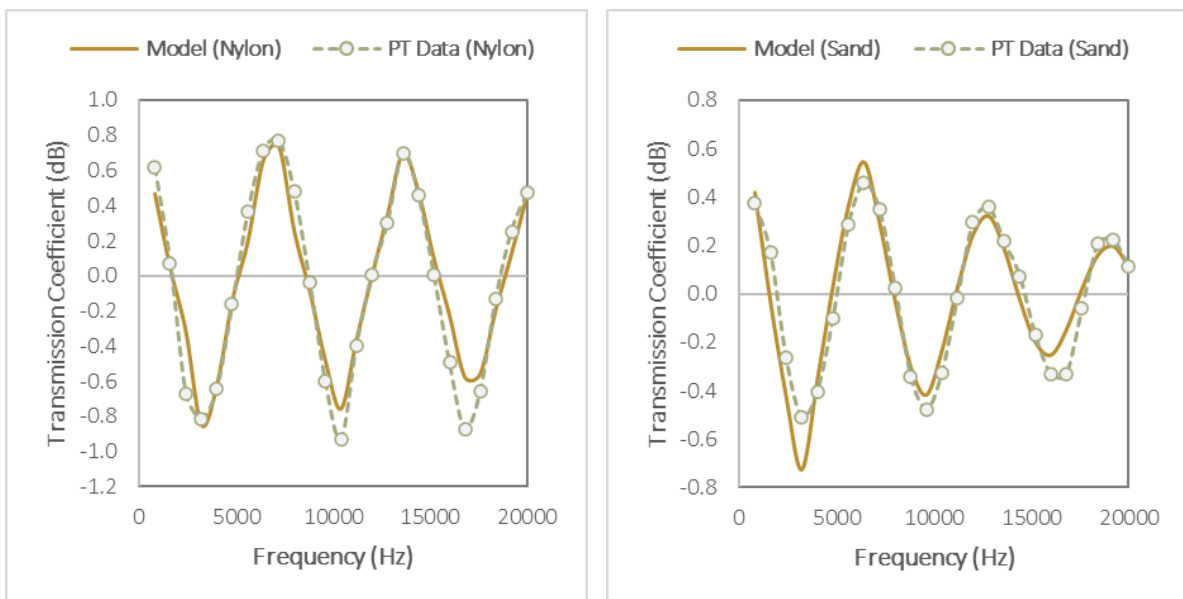 Model (Nylon) PT Data (Nylon)
Transmission Coefficient (dB)
1.0
0.8
0.6
0.4
0.2
0.0
-0.2
-0.4
-0.6
-0.8
-1.0
-1.2
0 5000 10000 15000 20000
Frequency (Hz)
Model (Sand) PT Data (Sand)
Transmission Coefficient (dB)
0.8
0.6
0.4
0.2
0.0
-0.2
-0.4
-0.6
-0.8
0 5000 10000 15000 20000
Frequency (Hz)